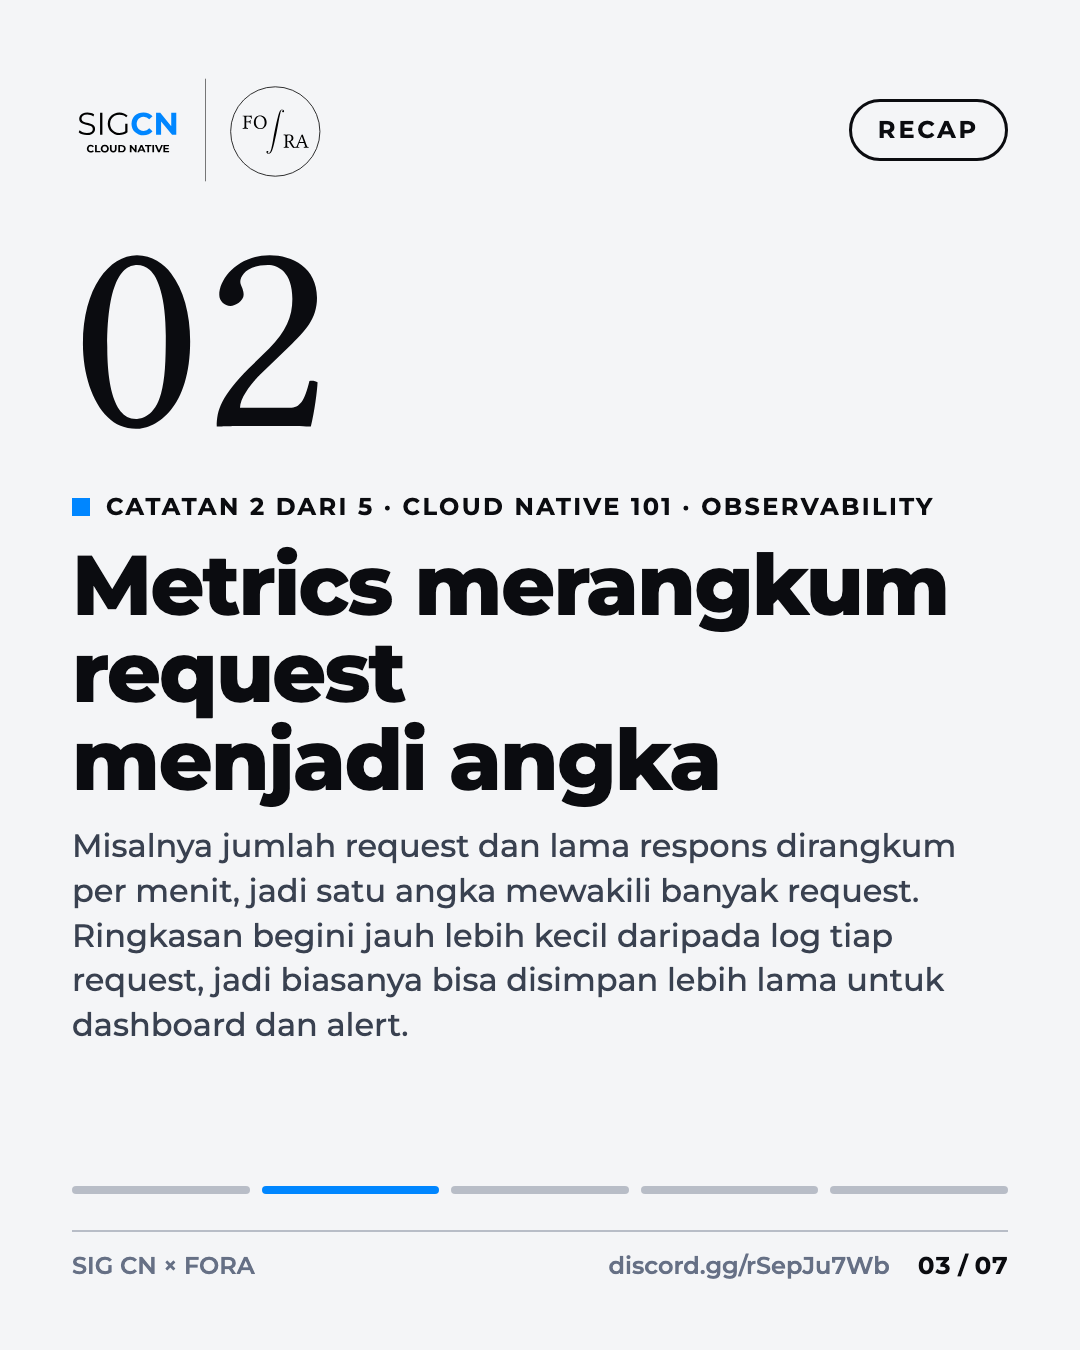 SIGCN
CLOUD NATIVE
FO
RA
RECAP
02
CATATAN 2 DARI 5 · CLOUD NATIVE 101 · OBSERVABILITY
Metrics merangkum
request
menjadi angka
Misalnya jumlah request dan lama respons dirangkum
per menit, jadi satu angka mewakili banyak request.
Ringkasan begini jauh lebih kecil daripada log tiap
request, jadi biasanya bisa disimpan lebih lama untuk
dashboard dan alert.
SIG CN × FORA
discord.gg/rSepJu7Wb
03 / 07